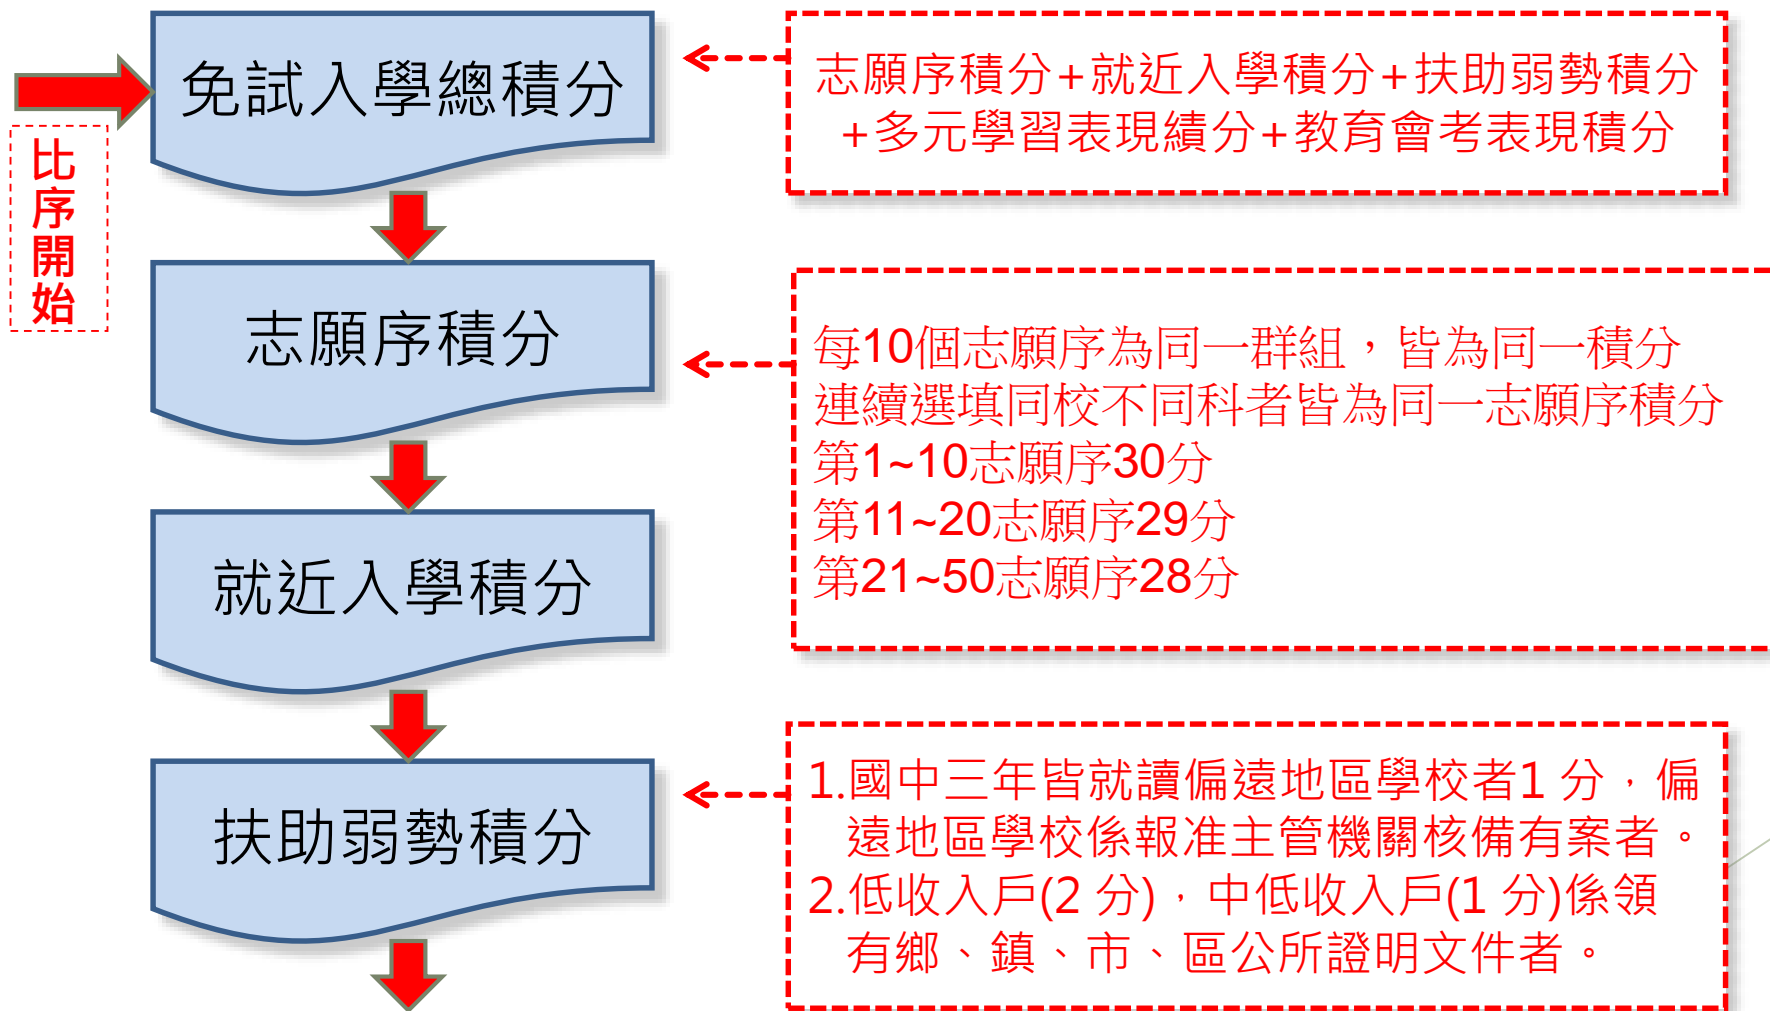 比序開始
免試入學總積分
志願序積分+就近入學積分+扶助弱勢積分
+多元學習表現績分+教育會考表現積分
志願序積分
每10個志願序為同一群組，皆為同一積分
連續選填同校不同科者皆為同一志願序積分
第1~10志願序30分
第11~20志願序29分
第21~50志願序28分
就近入學積分
扶助弱勢積分
1.國中三年皆就讀偏遠地區學校者1 分，偏
遠地區學校係報准主管機關核備有案者。
2.低收入戶(2 分)，中低收入戶(1 分)係領
有鄉、鎮、市、區公所證明文件者。